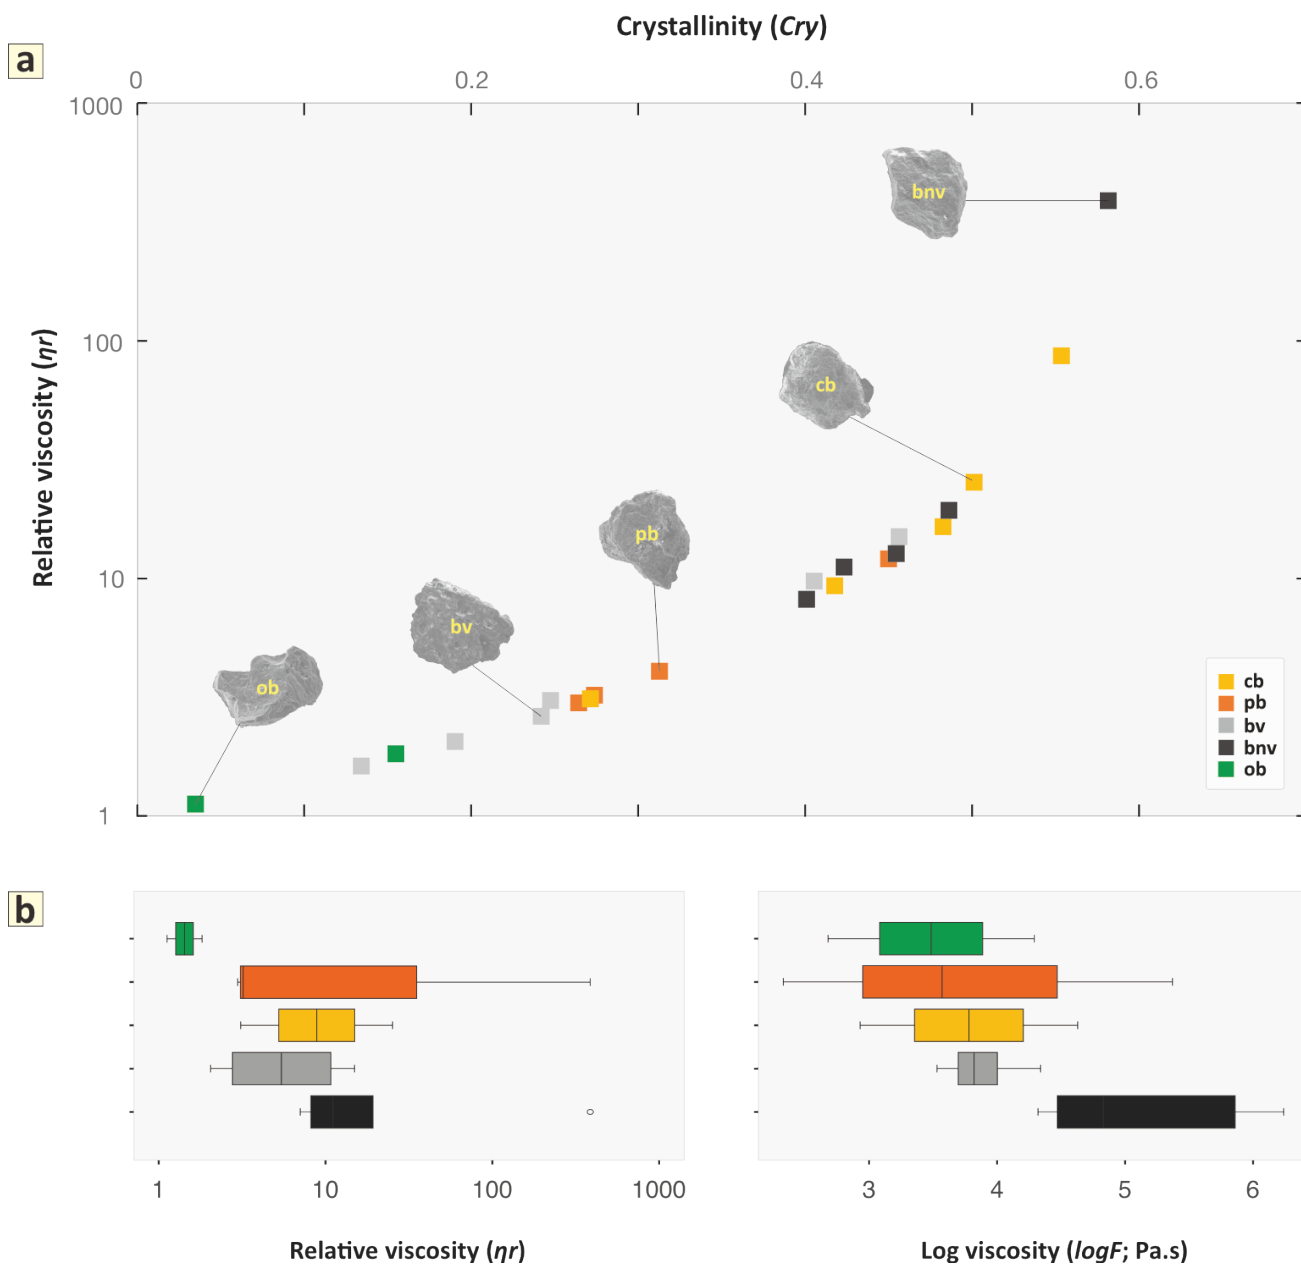 Crystallinity (Cry)
a
0 0.2 0.4 0.6
1000
100
10
1
Relative viscosity (ηr)
bnv
cb
pb
bv
ob
cb
pb
bv
bnv
ob
b
1 10 100 1000
Relative viscosity (ηr)
3 4 5 6
Log viscosity (logF; Pa.s)